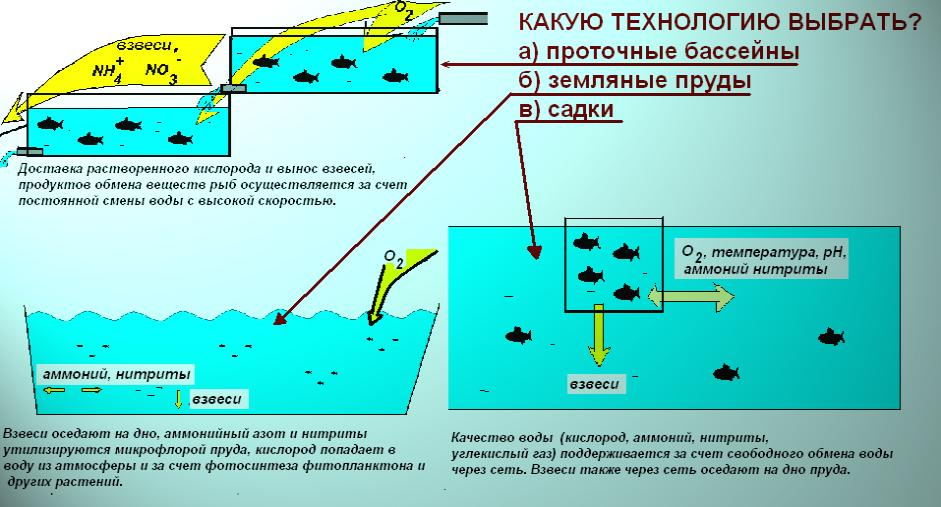 КАКУЮ ТЕХНОЛОГИЮ ВЫБРАТЬ?
а) проточные бассейны
б) земляные пруды
в) садки
O2
взвеси,
NH4+ NO3-
Доставка растворенного кислорода и вынос взвесей,
продуктов обмена веществ рыб осуществляется за счет
постоянной смены воды с высокой скоростью.
O2
аммоний, нитриты
взвеси
Взвеси оседают на дно, аммонийный азот и нитриты
утилизируются микрофлорой пруда, кислород попадает в
воду из атмосферы и за счет фотосинтеза фитопланктона и
других растений.
O2, температура, pH,
аммоний нитриты
взвеси
Качество воды (кислород, аммоний, нитриты,
углекислый газ) поддерживается за счет свободного обмена воды
через сеть. Взвеси также через сеть оседают на дно пруда.